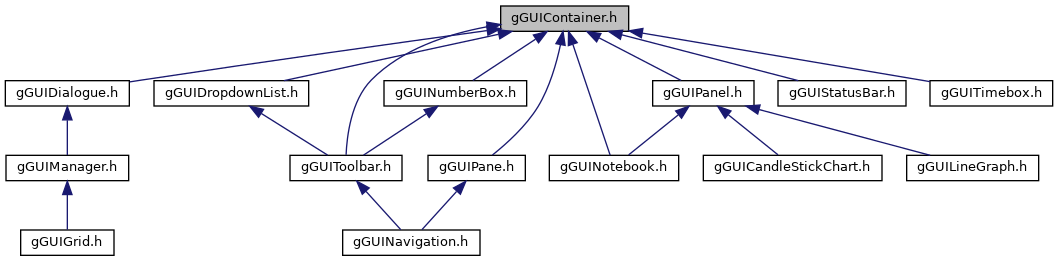 gGUIContainer.h
gGUIDialogue.h
gGUIDropdownList.h
gGUINumberBox.h
gGUIPanel.h
gGUIStatusBar.h
gGUITimebox.h
gGUIManager.h
gGUIToolbar.h
gGUIPane.h
gGUINotebook.h
gGUICandleStickChart.h
gGUILineGraph.h
gGUIGrid.h
gGUINavigation.h